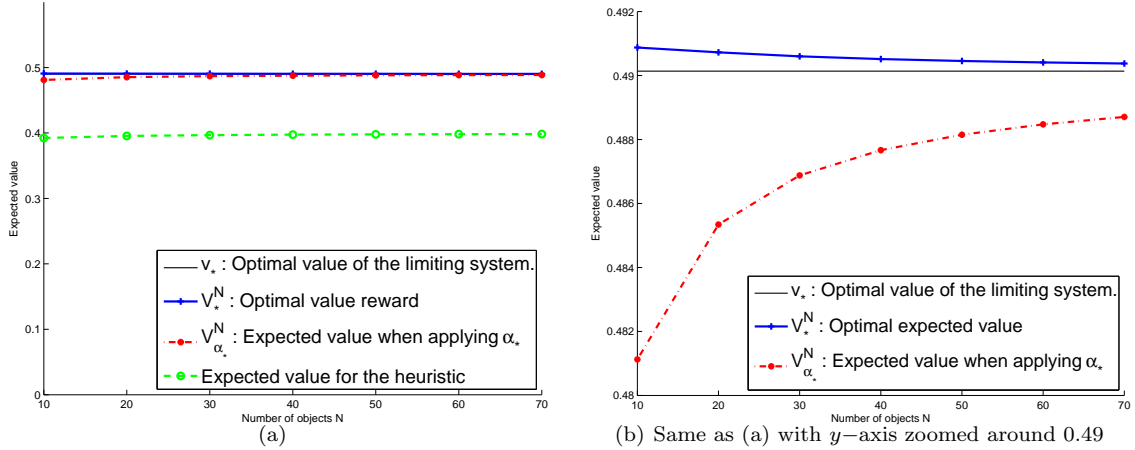 0.5
0.4
0.3
0.2
0.1
0
Expected value
v* : Optimal value of the limiting system.
V*^N : Optimal value reward
V_α*^N : Expected value when applying α*
Expected value for the heuristic
10 20 30 40 50 60 70
Number of objects N
(a)
0.492
0.49
0.488
0.486
0.484
0.482
0.48
Expected value
v* : Optimal value of the limiting system.
V*^N : Optimal expected value
V_α*^N : Expected value when applying α*
10 20 30 40 50 60 70
Number of objects N
(b) Same as (a) with y−axis zoomed around 0.49